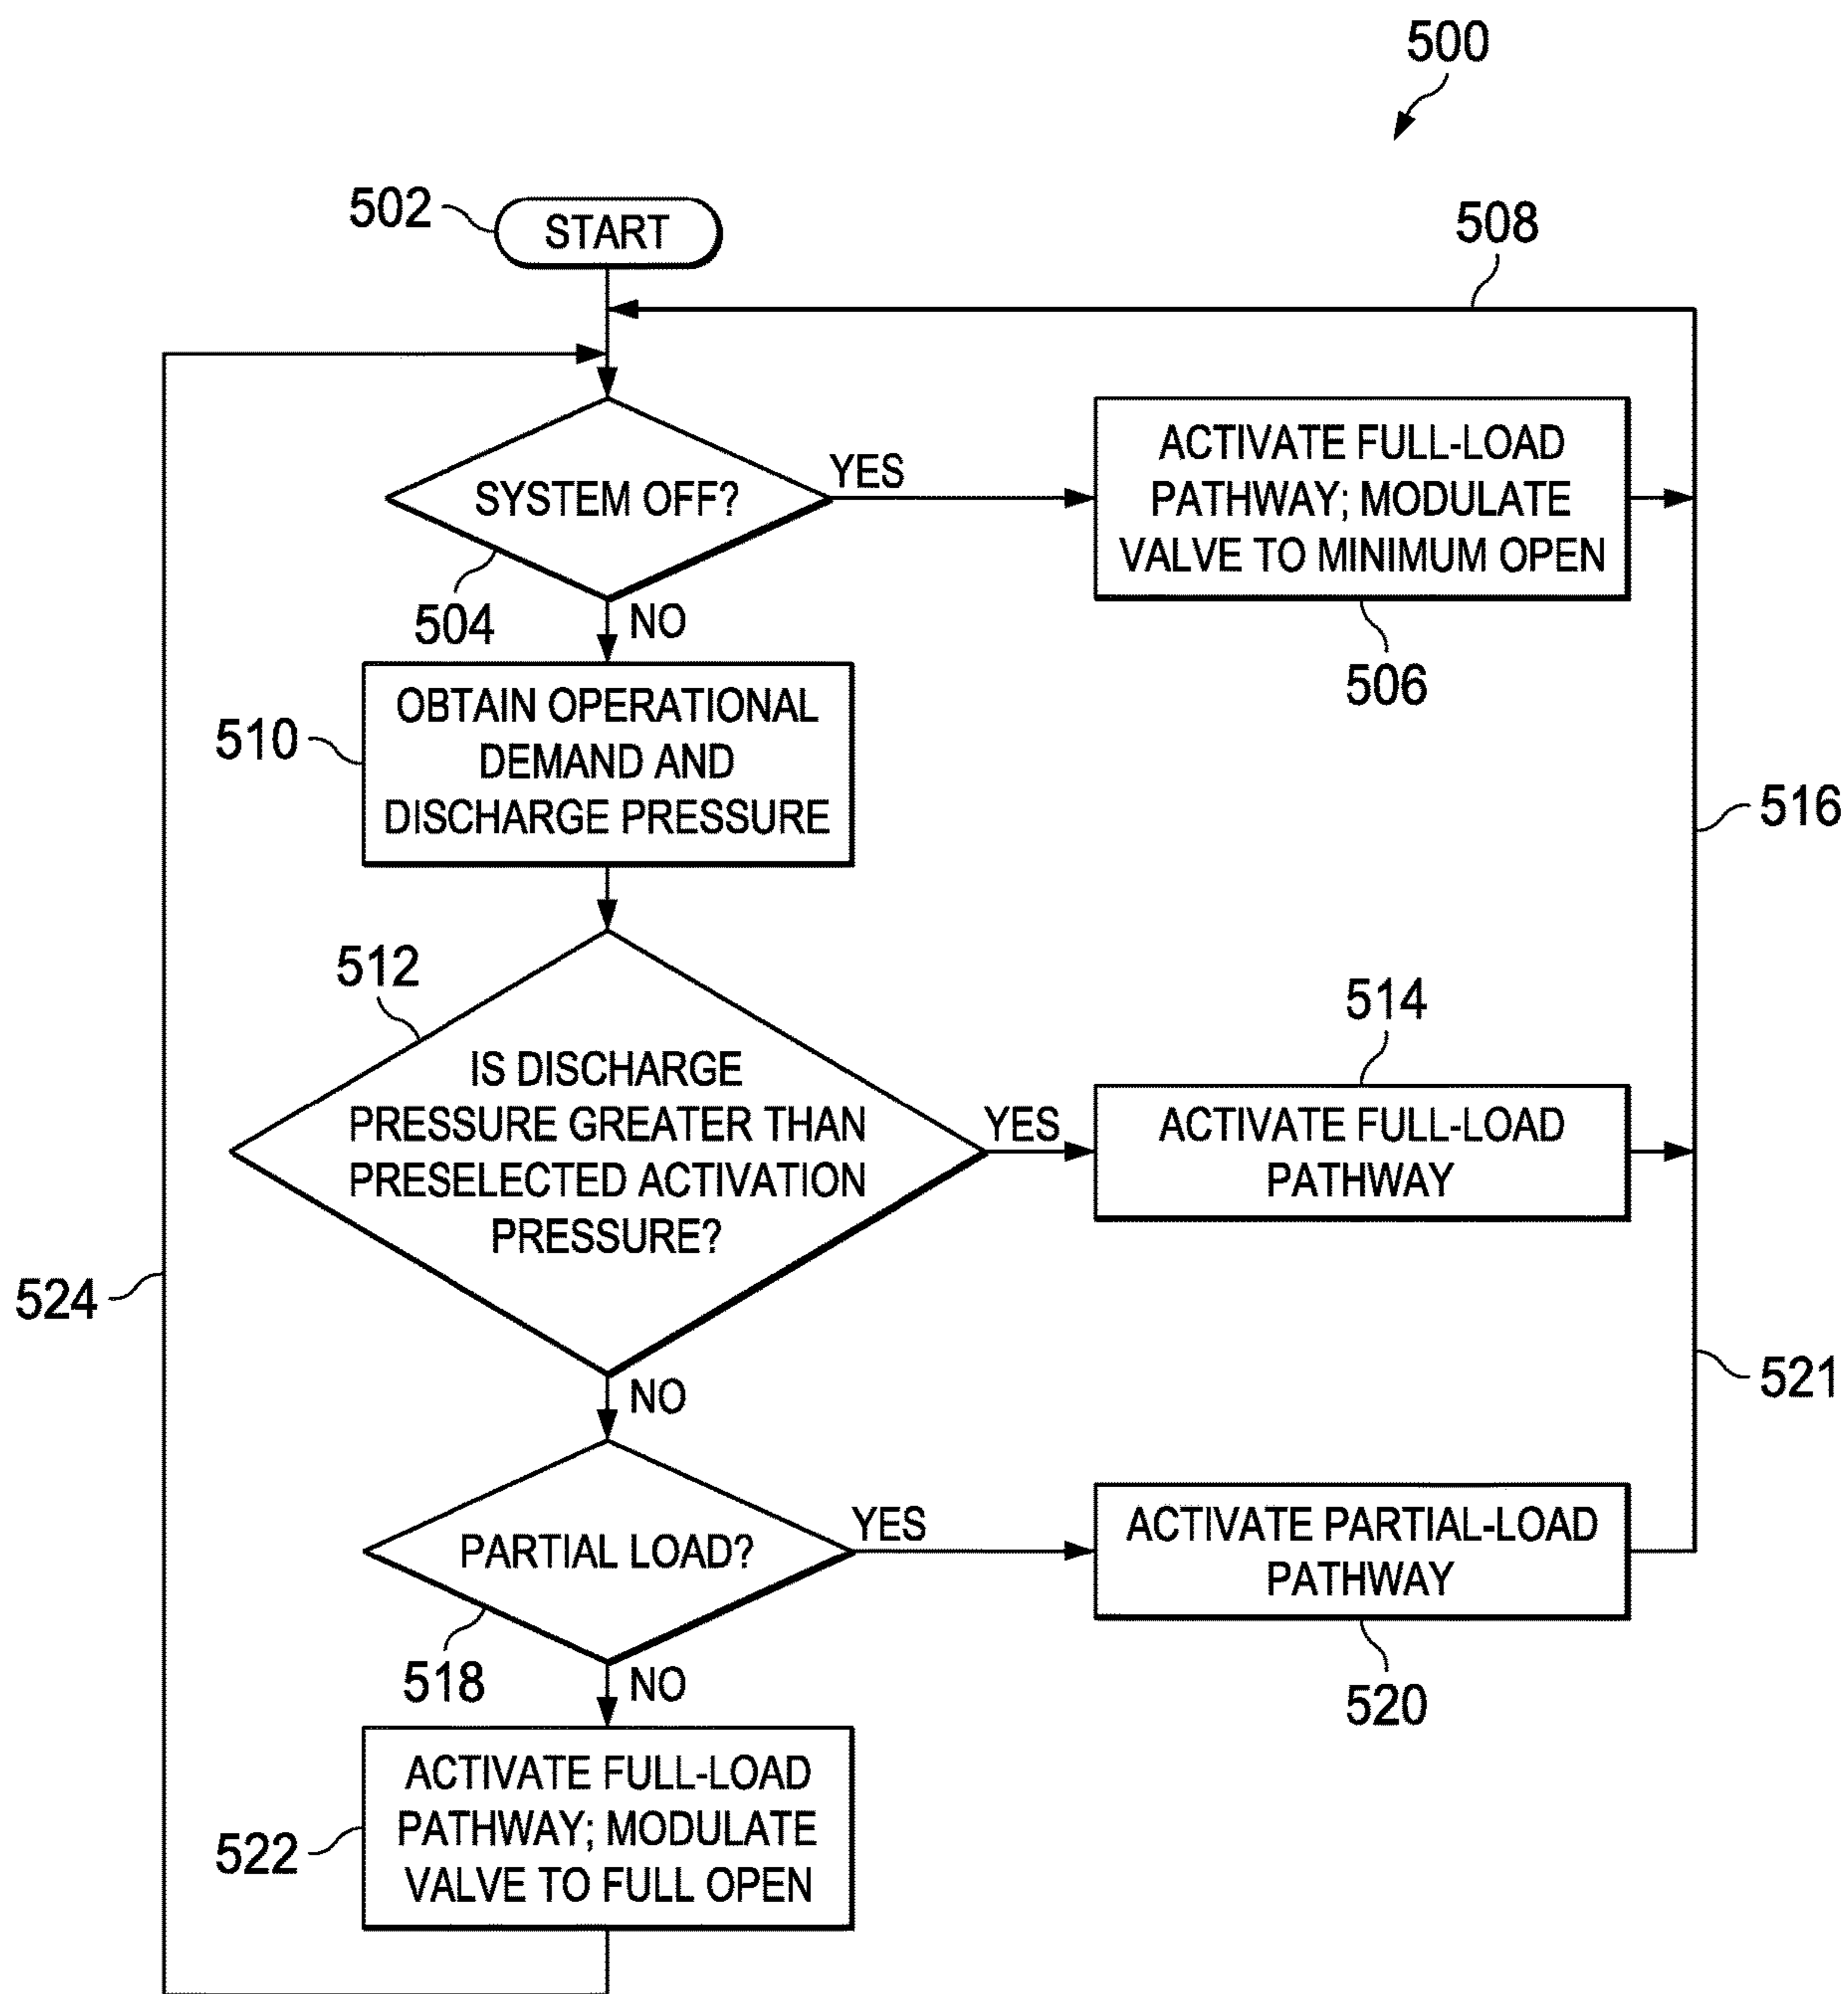 500
502
START
508
SYSTEM OFF?
YES
ACTIVATE FULL-LOAD
PATHWAY; MODULATE
VALVE TO MINIMUM OPEN
504
NO
506
510
OBTAIN OPERATIONAL
DEMAND AND
DISCHARGE PRESSURE
516
512
514
IS DISCHARGE
PRESSURE GREATER THAN
PRESELECTED ACTIVATION
PRESSURE?
YES
ACTIVATE FULL-LOAD
PATHWAY
524
NO
521
PARTIAL LOAD?
YES
ACTIVATE PARTIAL-LOAD
PATHWAY
518
NO
520
522
ACTIVATE FULL-LOAD
PATHWAY; MODULATE
VALVE TO FULL OPEN